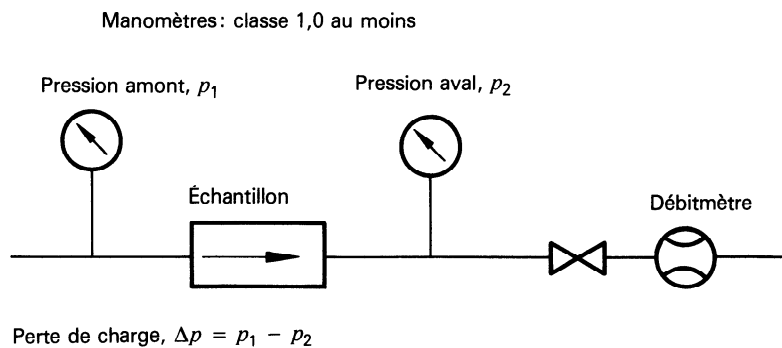 Manomètres: classe 1,0 au moins
Pression amont, p₁
Pression aval, p₂
Échantillon
Débitmètre
Perte de charge, Δp = p₁ − p₂